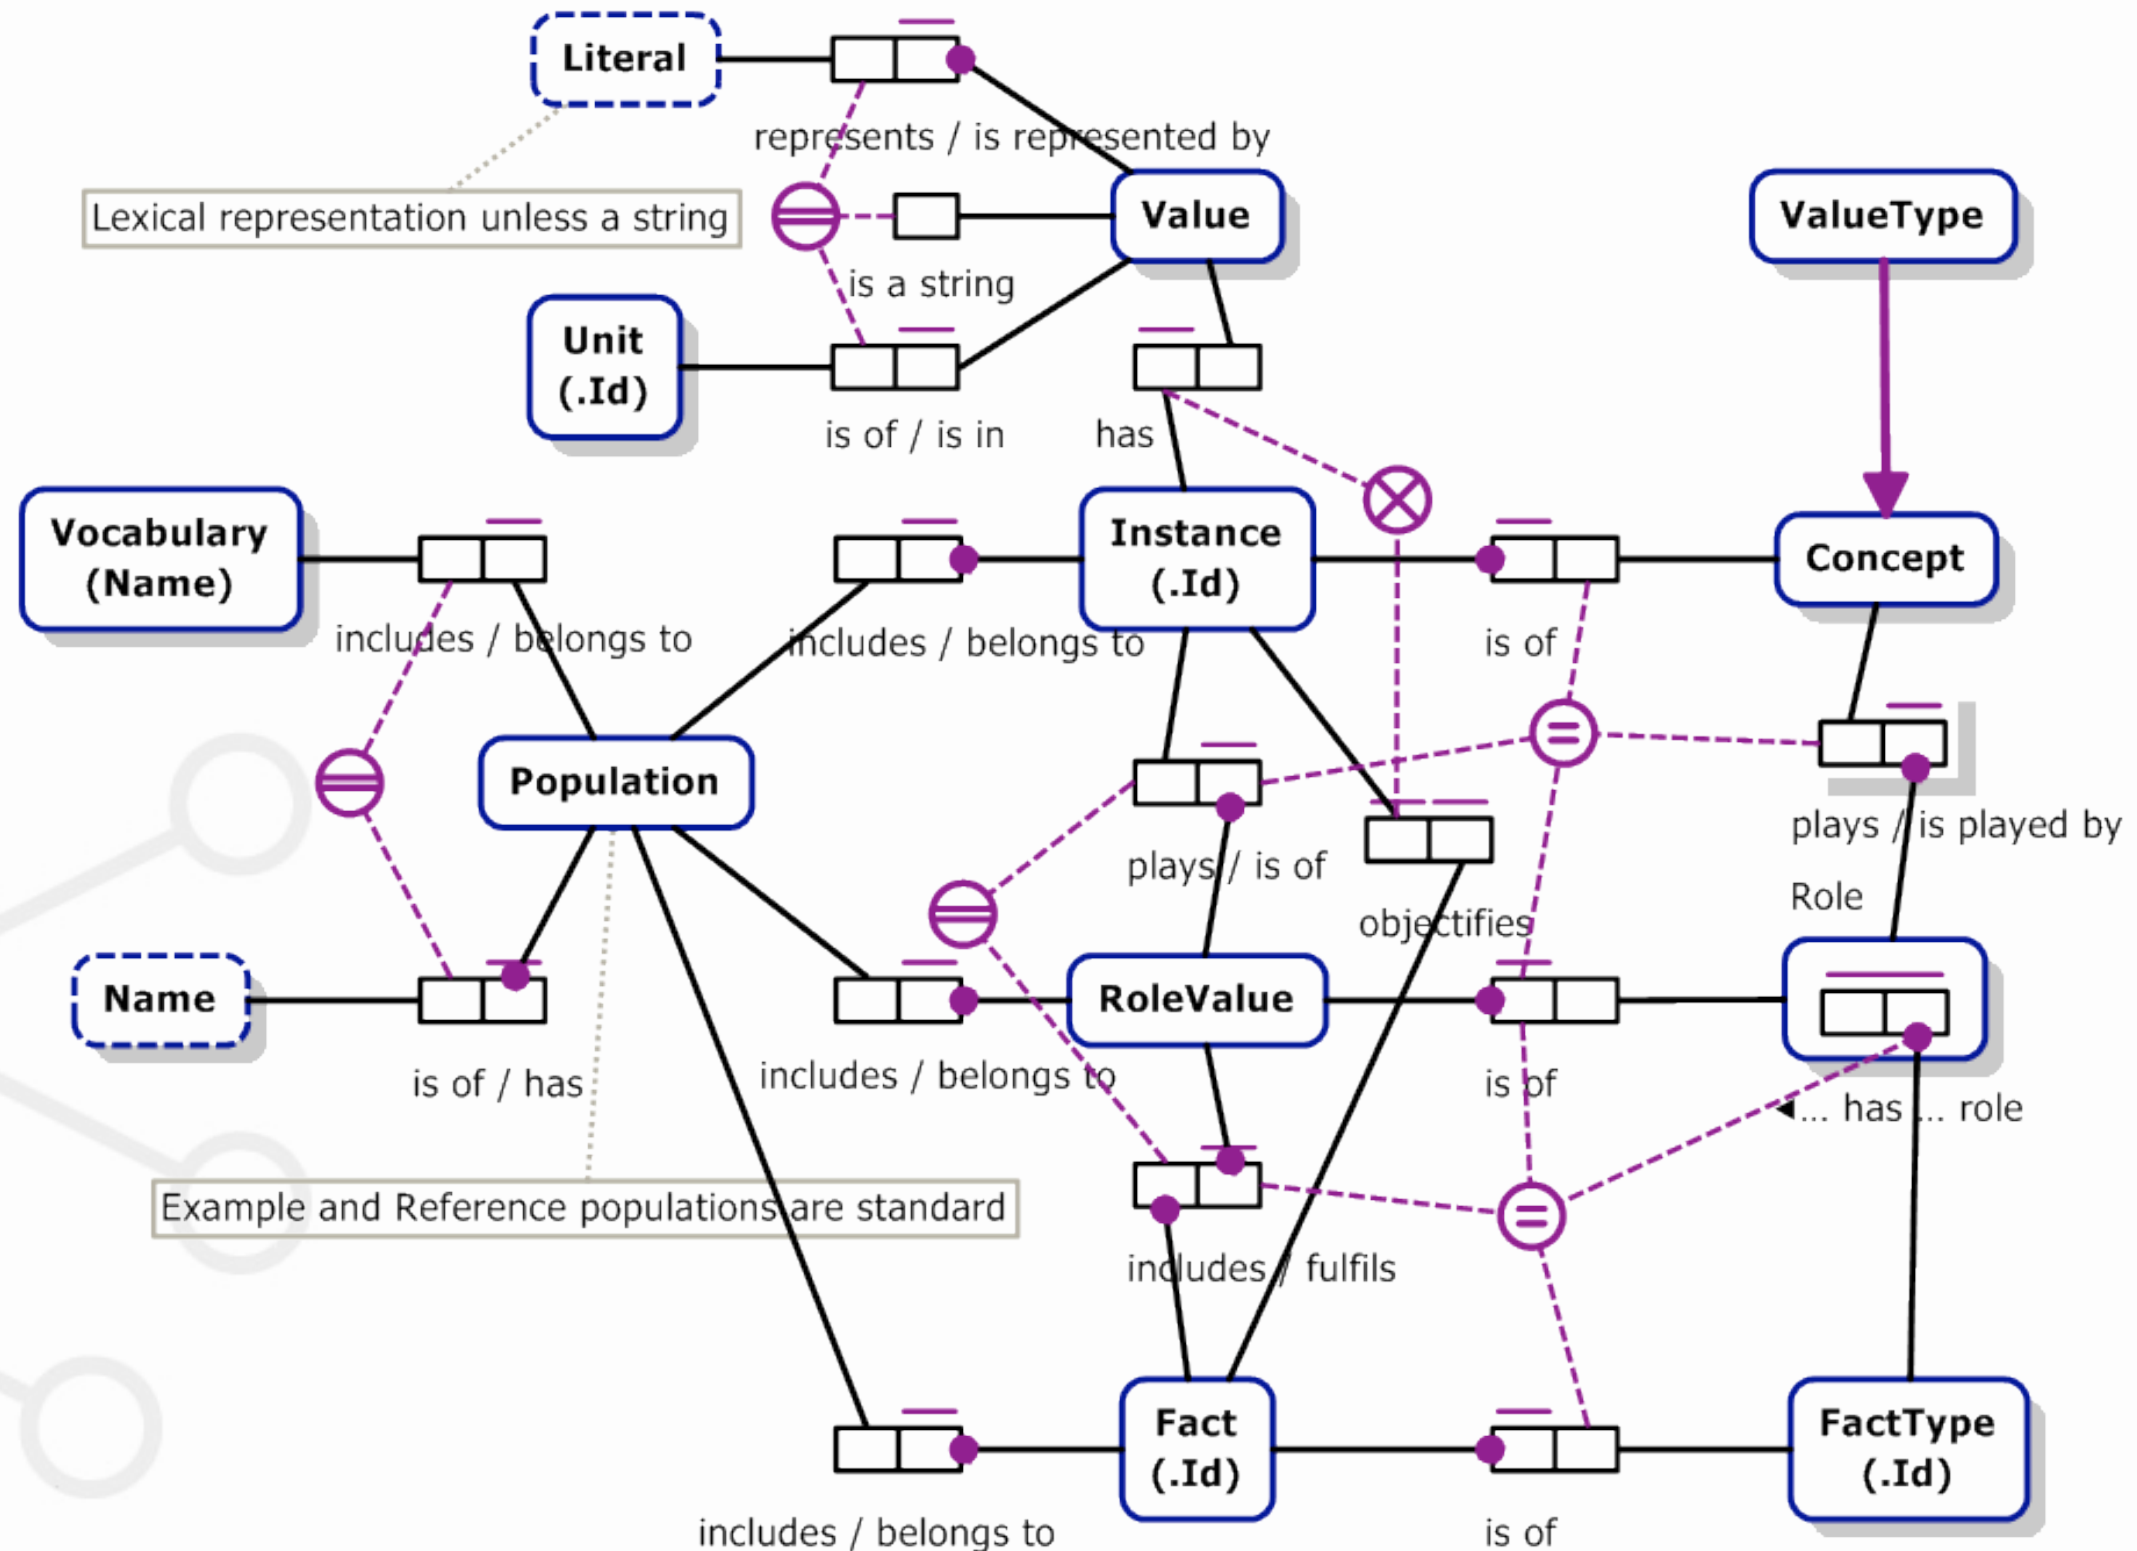 Literal
represents / is represented by
Lexical representation unless a string
Value
ValueType
is a string
Unit
(.Id)
is of / is in
has
Vocabulary
(Name)
Instance
(.Id)
Concept
includes / belongs to
includes / belongs to
is of
Population
plays / is of
plays / is played by
objectifies
Role
Name
RoleValue
is of / has
includes / belongs to
is of
◄... has ... role
Example and Reference populations are standard
includes / fulfils
Fact
(.Id)
FactType
(.Id)
includes / belongs to
is of